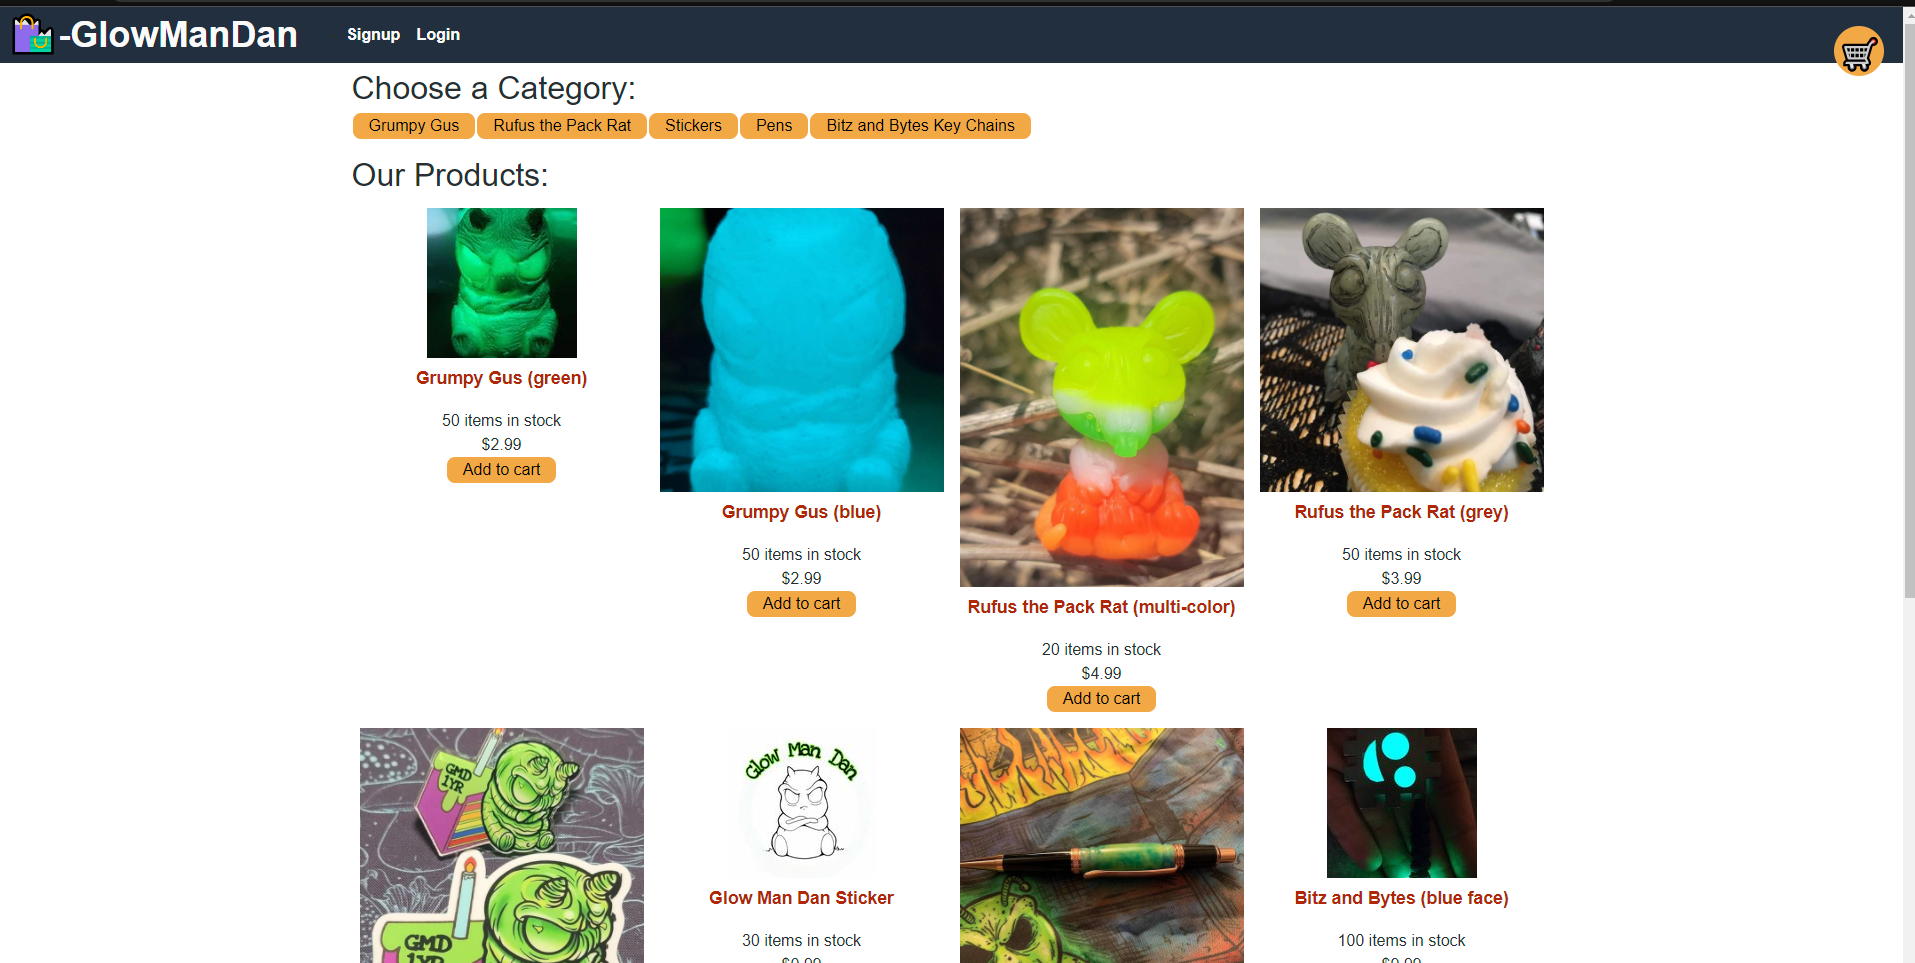 -GlowManDan
Signup Login
Choose a Category:
Grumpy Gus Rufus the Pack Rat Stickers Pens Bitz and Bytes Key Chains
Our Products:
Grumpy Gus (green)
50 items in stock
$2.99
Add to cart
Grumpy Gus (blue)
50 items in stock
$2.99
Add to cart
Rufus the Pack Rat (multi-color)
20 items in stock
$4.99
Add to cart
Rufus the Pack Rat (grey)
50 items in stock
$3.99
Add to cart
GMD
1YR
GMD
1YR
Glow Man Dan
Glow Man Dan Sticker
30 items in stock
$0.99
Bitz and Bytes (blue face)
100 items in stock
$9.99